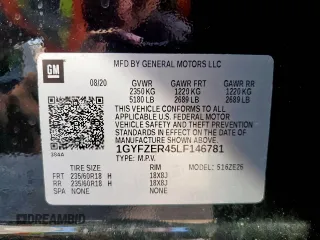 GM
MFD BY GENERAL MOTORS LLC
08/20 GVWR GAWR FRT GAWR RR
2350 KG 1220 KG 1220 KG
5180 LB 2689 LB 2689 LB
THIS VEHICLE CONFORMS TO ALL
APPLICABLE U.S. FEDERAL MOTOR
VEHICLE SAFETY AND THEFT
PREVENTION STANDARDS IN EFFECT ON
THE DATE OF MANUFACTURE SHOWN ABOVE.
1GYFZER45LF146781
TYPE: M.P.V. MODEL:
TIRE SIZE RIM
FRT 235/60R18 H 18X8J
RR 235/60R18 H 18X8J
NONE NONE
DREAMBID